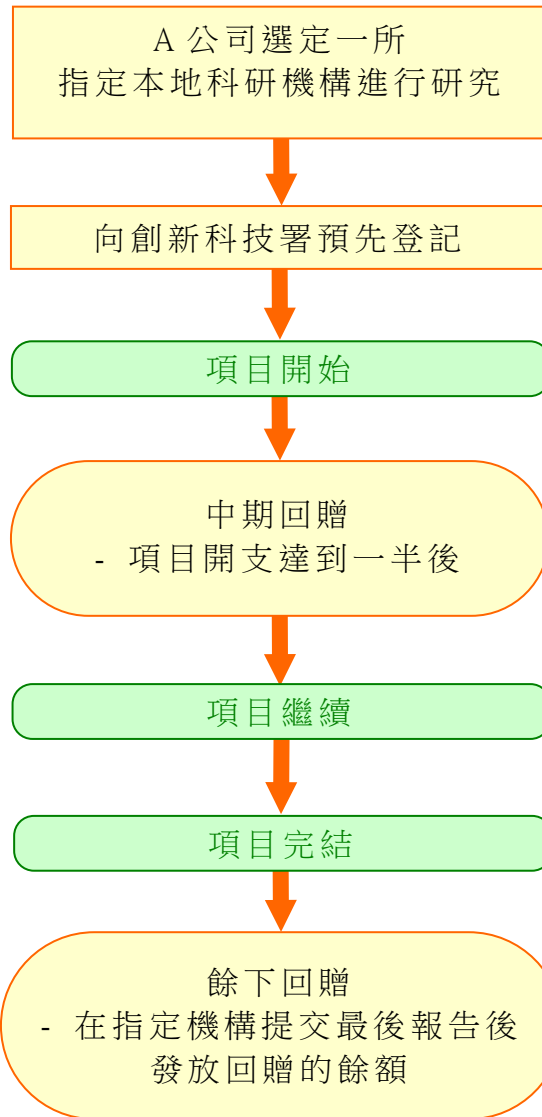 A 公司選定一所
指定本地科研機構進行研究
向創新科技署預先登記
項目開始
中期回贈
- 項目開支達到一半後
項目繼續
項目完結
餘下回贈
- 在指定機構提交最後報告後
發放回贈的餘額